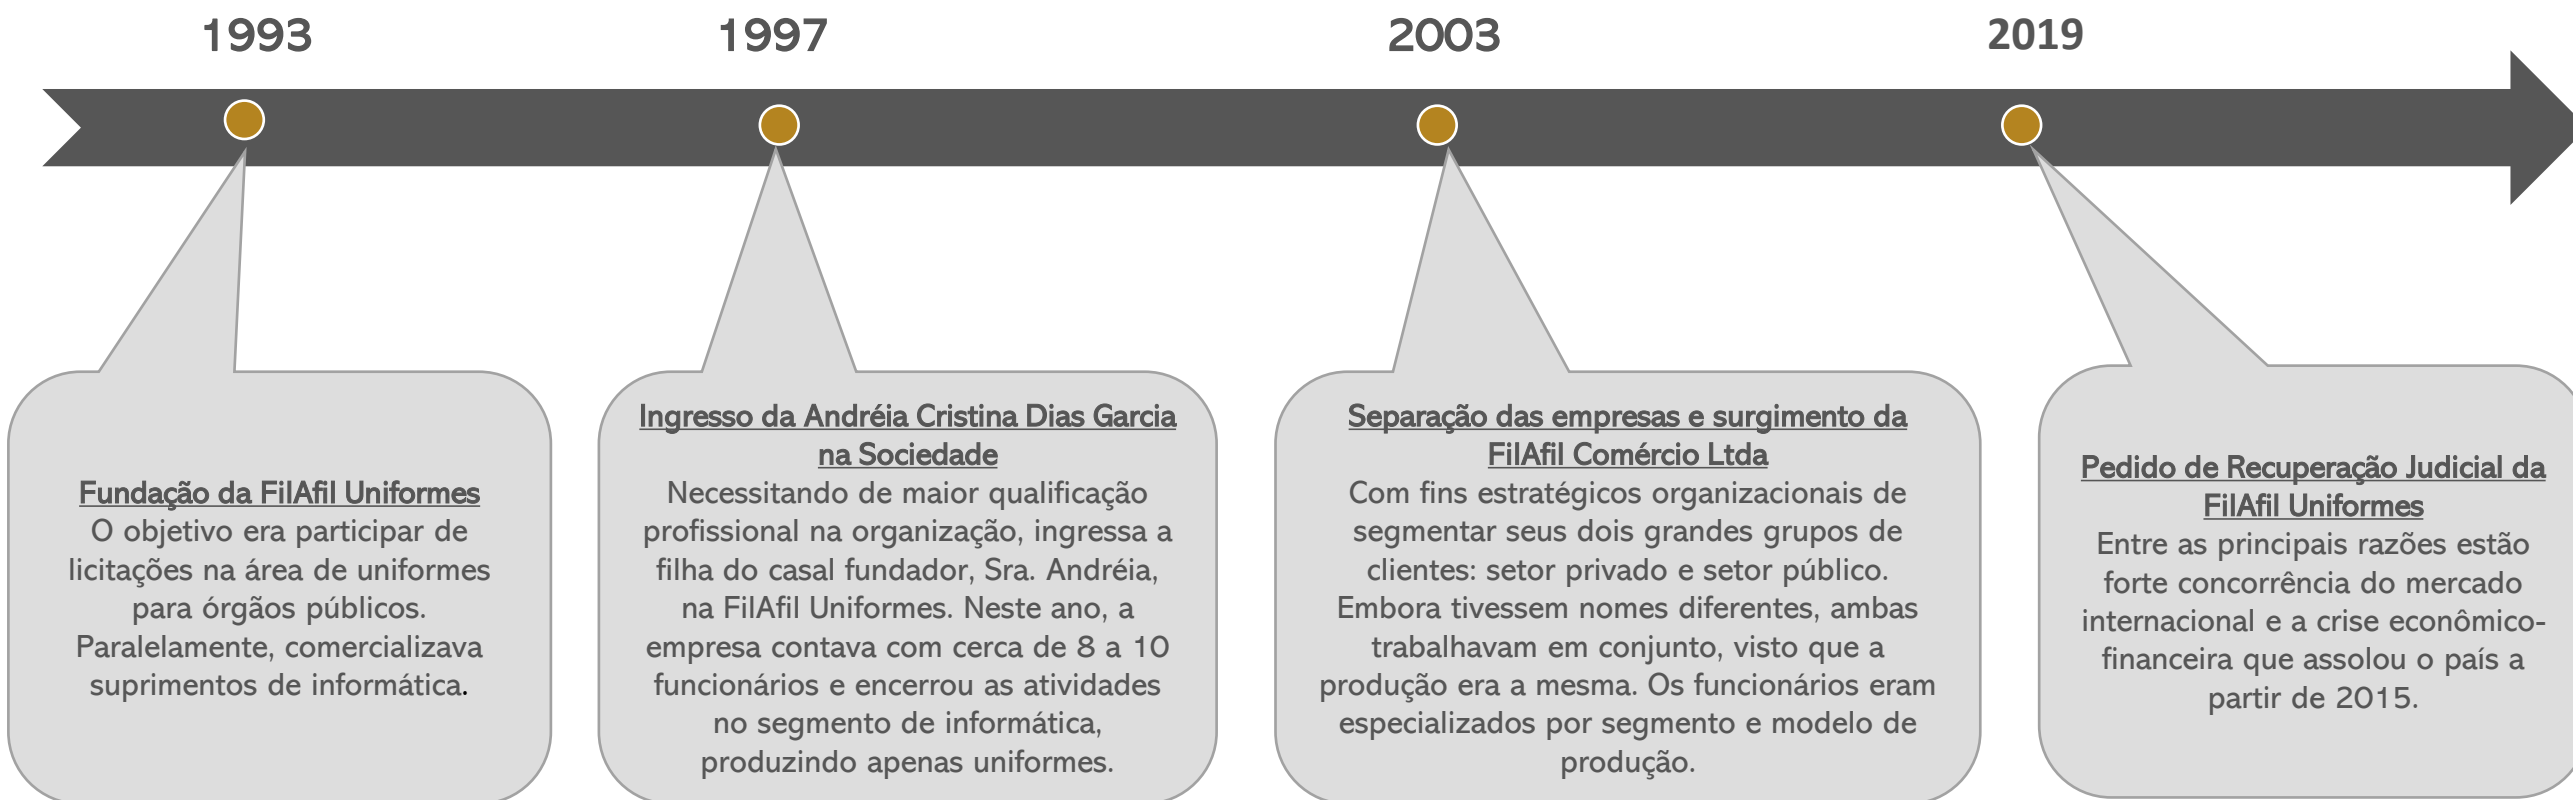 1993
1997
2003
2019
Fundação da FilAfil Uniformes
O objetivo era participar de
licitações na área de uniformes
para órgãos públicos.
Paralelamente, comercializava
suprimentos de informática.
Ingresso da Andréia Cristina Dias Garcia
na Sociedade
Necessitando de maior qualificação
profissional na organização, ingressa a
filha do casal fundador, Sra. Andréia,
na FilAfil Uniformes. Neste ano, a
empresa contava com cerca de 8 a 10
funcionários e encerrou as atividades
no segmento de informática,
produzindo apenas uniformes.
Separação das empresas e surgimento da
FilAfil Comércio Ltda
Com fins estratégicos organizacionais de
segmentar seus dois grandes grupos de
clientes: setor privado e setor público.
Embora tivessem nomes diferentes, ambas
trabalhavam em conjunto, visto que a
produção era a mesma. Os funcionários eram
especializados por segmento e modelo de
produção.
Pedido de Recuperação Judicial da
FilAfil Uniformes
Entre as principais razões estão
forte concorrência do mercado
internacional e a crise econômico-
financeira que assolou o país a
partir de 2015.